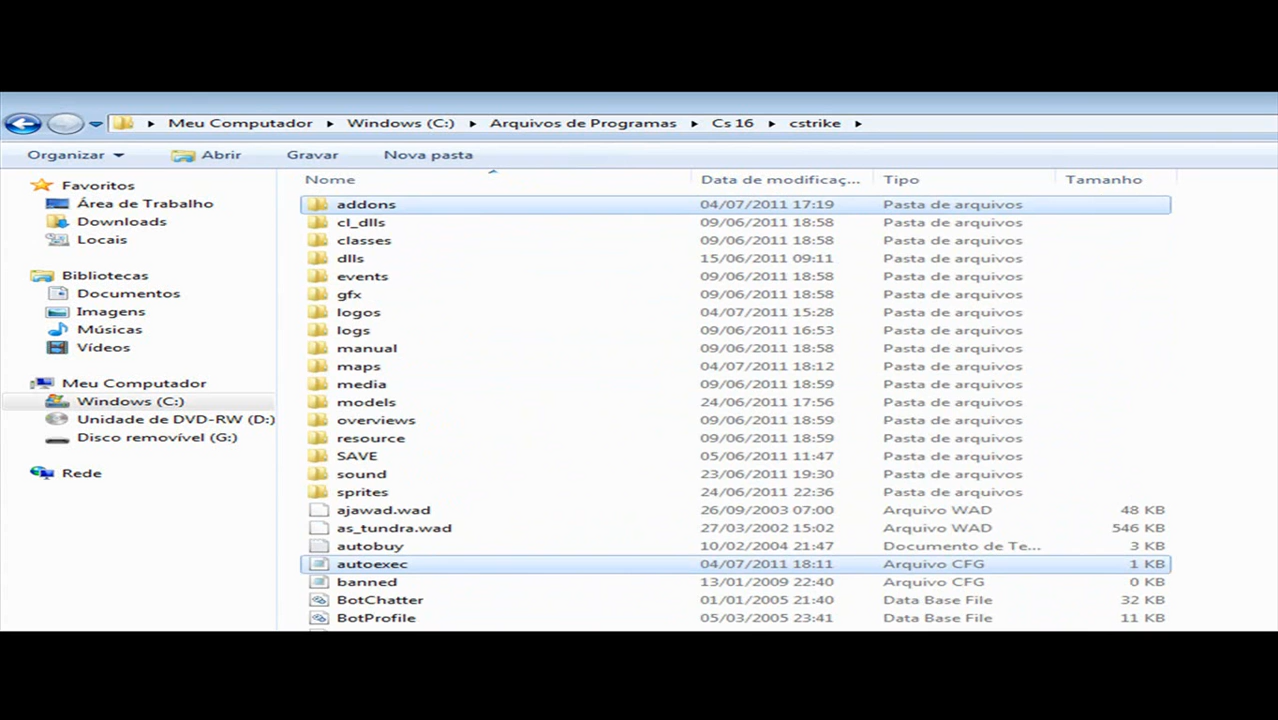 Meu Computador Windows (C:) Arquivos de Programas Cs 16 cstrike
Organizar Abrir Gravar Nova pasta
Nome Data de modificaç... Tipo Tamanho
Favoritos
Área de Trabalho
Downloads
Locais
Bibliotecas
Documentos
Imagens
Músicas
Vídeos
Meu Computador
Windows (C:)
Unidade de DVD-RW (D:)
Disco removível (G:)
Rede
addons 04/07/2011 17:19 Pasta de arquivos
cl_dlls 09/06/2011 18:58 Pasta de arquivos
classes 09/06/2011 18:58 Pasta de arquivos
dlls 15/06/2011 09:11 Pasta de arquivos
events 09/06/2011 18:58 Pasta de arquivos
gfx 09/06/2011 18:58 Pasta de arquivos
logos 04/07/2011 15:28 Pasta de arquivos
logs 09/06/2011 16:53 Pasta de arquivos
manual 09/06/2011 18:58 Pasta de arquivos
maps 04/07/2011 18:12 Pasta de arquivos
media 09/06/2011 18:59 Pasta de arquivos
models 24/06/2011 17:56 Pasta de arquivos
overviews 09/06/2011 18:59 Pasta de arquivos
resource 09/06/2011 18:59 Pasta de arquivos
SAVE 05/06/2011 11:47 Pasta de arquivos
sound 23/06/2011 19:30 Pasta de arquivos
sprites 24/06/2011 22:36 Pasta de arquivos
ajawad.wad 26/09/2003 07:00 Arquivo WAD 48 KB
as_tundra.wad 27/03/2002 15:02 Arquivo WAD 546 KB
autobuy 10/02/2004 21:47 Documento de Te... 3 KB
autoexec 04/07/2011 18:11 Arquivo CFG 1 KB
banned 13/01/2009 22:40 Arquivo CFG 0 KB
BotChatter 01/01/2005 21:40 Data Base File 32 KB
BotProfile 05/03/2005 23:41 Data Base File 11 KB